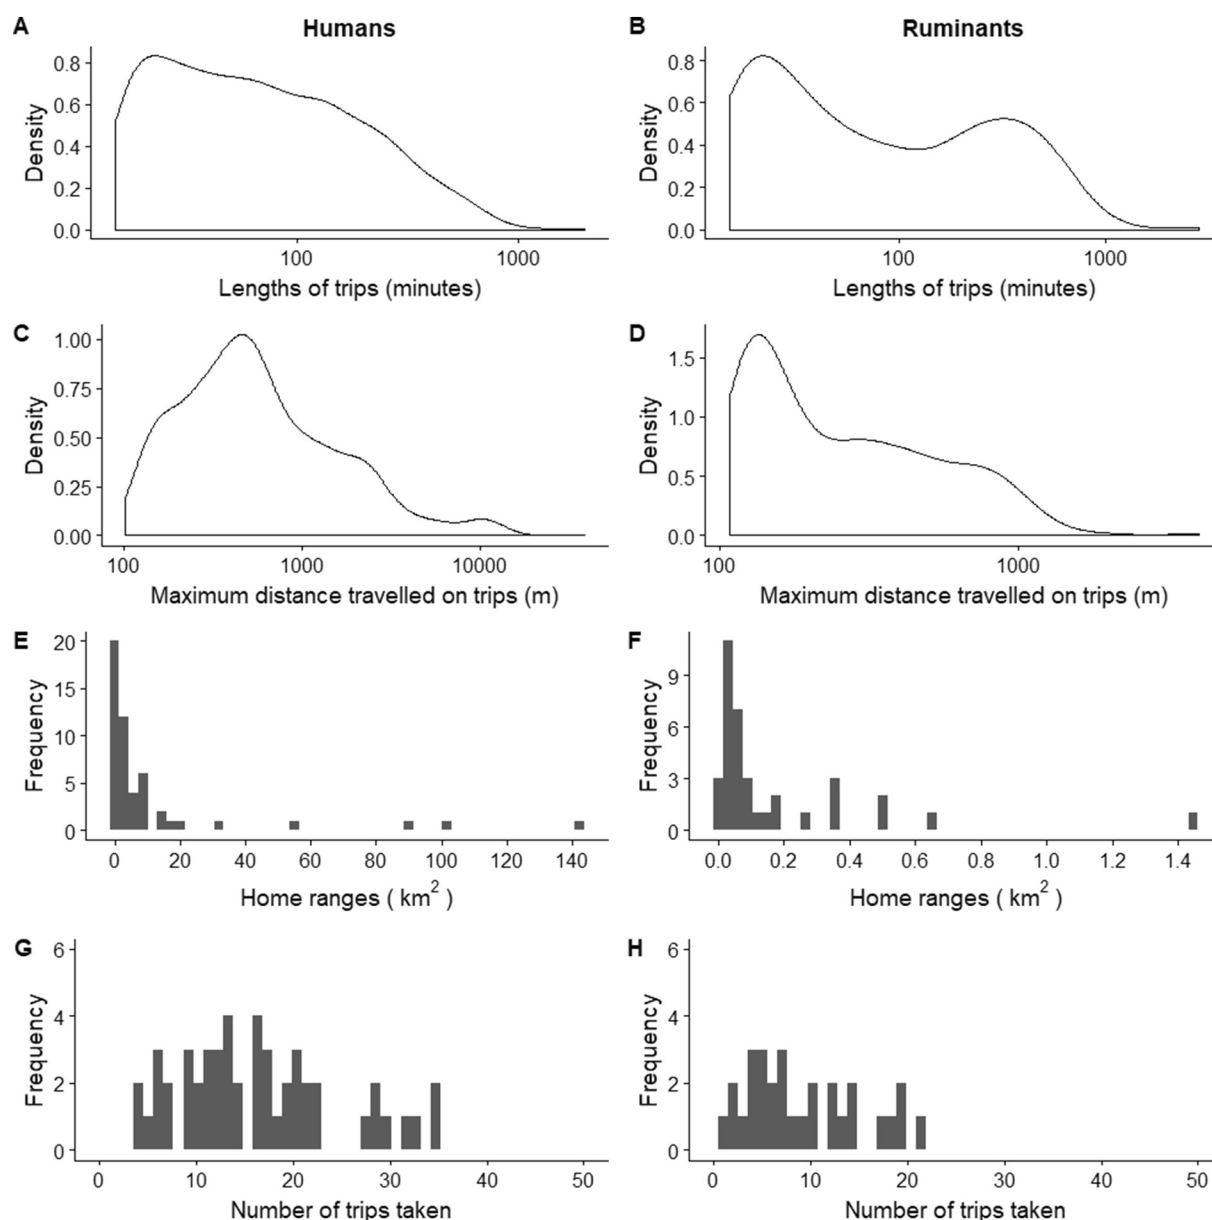 A Humans B Ruminants
0.8
0.6
0.4
0.2
0.0
Density
100 1000
Lengths of trips (minutes)
0.8
0.6
0.4
0.2
0.0
Density
100 1000
Lengths of trips (minutes)
C
1.00
0.75
0.50
0.25
0.00
Density
100 1000 10000
Maximum distance travelled on trips (m)
D
1.5
1.0
0.5
0.0
Density
100 1000
Maximum distance travelled on trips (m)
E
20
15
10
5
0
Frequency
0 20 40 60 80 100 120 140
Home ranges ( km² )
F
9
6
3
0
Frequency
0.0 0.2 0.4 0.6 0.8 1.0 1.2 1.4
Home ranges ( km² )
G
6
4
2
0
Frequency
0 10 20 30 40 50
Number of trips taken
H
6
4
2
0
Frequency
0 10 20 30 40 50
Number of trips taken